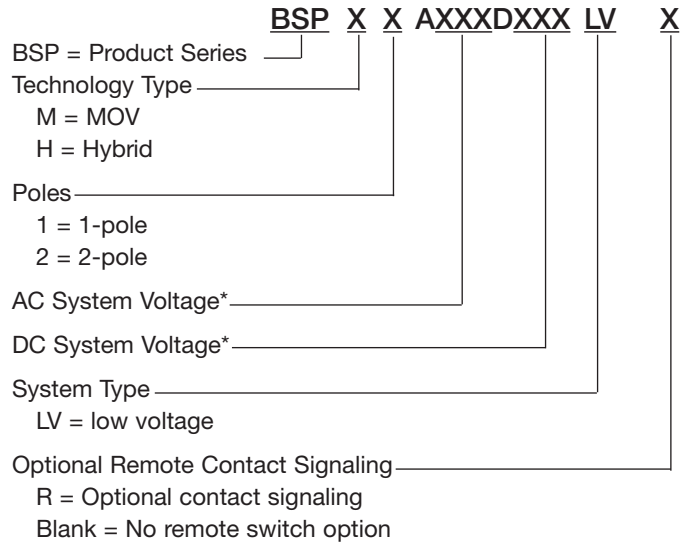 BSP X X AXXXDXXX LV X
BSP = Product Series
Technology Type
M = MOV
H = Hybrid
Poles
1 = 1-pole
2 = 2-pole
AC System Voltage*
DC System Voltage*
System Type
LV = low voltage
Optional Remote Contact Signaling
R = Optional contact signaling
Blank = No remote switch option